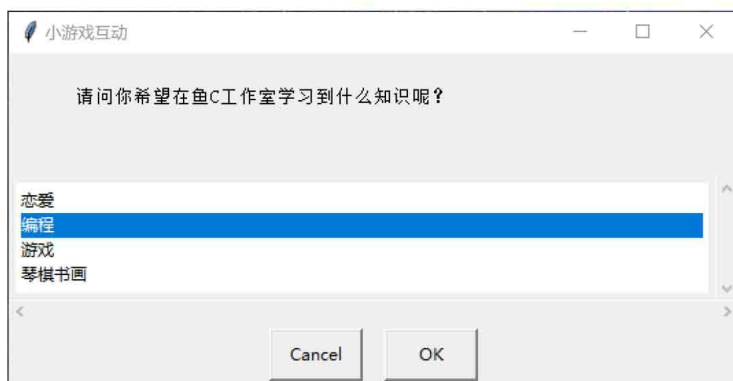 小游戏互动
请问你希望在鱼C工作室学习到什么知识呢？
恋爱
编程
游戏
琴棋书画
Cancel OK